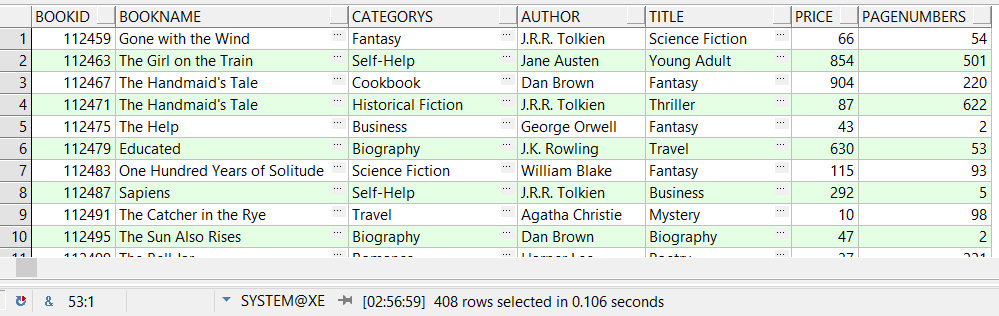 BOOKID BOOKNAME CATEGORYS AUTHOR TITLE PRICE PAGENUMBERS
1 112459 Gone with the Wind ... Fantasy ... J.R.R. Tolkien Science Fiction ... 66 54
2 112463 The Girl on the Train ... Self-Help ... Jane Austen Young Adult ... 854 501
3 112467 The Handmaid's Tale ... Cookbook ... Dan Brown Fantasy ... 904 220
4 112471 The Handmaid's Tale ... Historical Fiction ... J.R.R. Tolkien Thriller ... 87 622
5 112475 The Help ... Business ... George Orwell Fantasy ... 43 2
6 112479 Educated ... Biography ... J.K. Rowling Travel ... 630 53
7 112483 One Hundred Years of Solitude ... Science Fiction ... William Blake Fantasy ... 115 93
8 112487 Sapiens ... Self-Help ... J.R.R. Tolkien Business ... 292 5
9 112491 The Catcher in the Rye ... Travel ... Agatha Christie Mystery ... 10 98
10 112495 The Sun Also Rises ... Biography ... Dan Brown Biography ... 47 2
& 53:1 SYSTEM@XE [02:56:59] 408 rows selected in 0.106 seconds